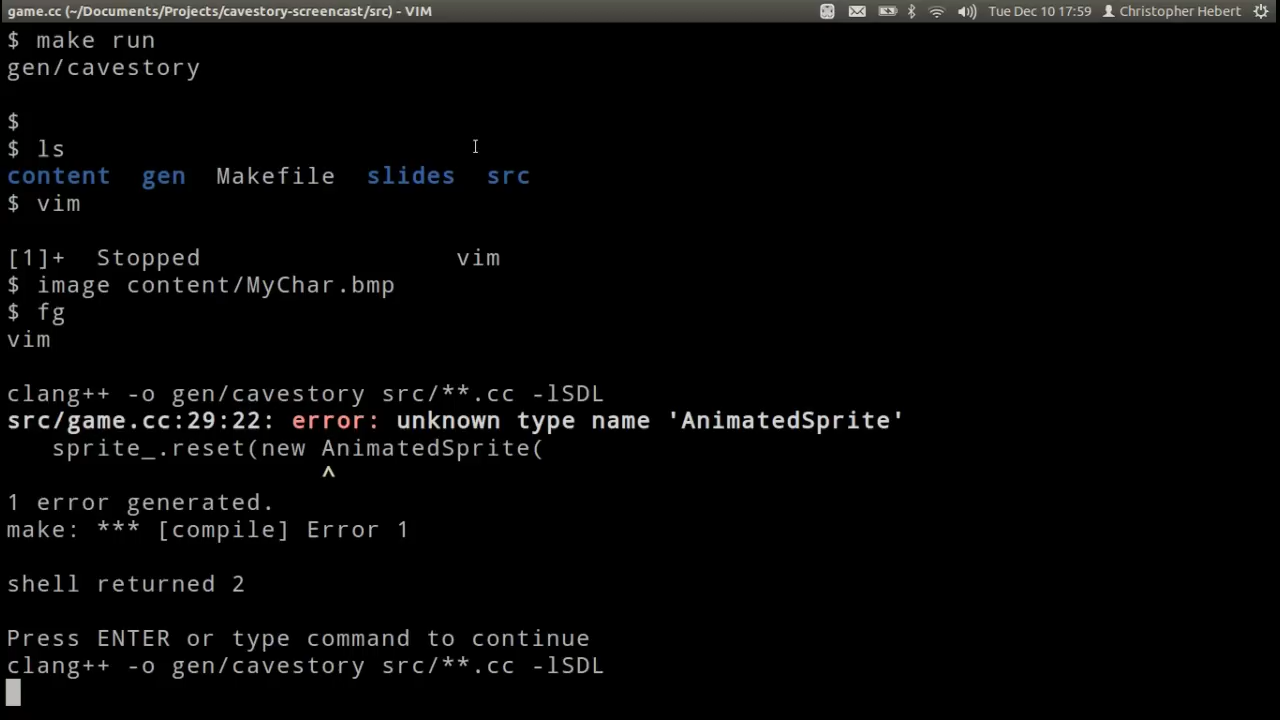 game.cc (~/Documents/Projects/cavestory-screencast/src) - VIM Tue Dec 10 17:59 Christopher Hebert
$ make run
gen/cavestory
$
$ ls
content gen Makefile slides src
$ vim
[1]+ Stopped vim
$ image content/MyChar.bmp
$ fg
vim
clang++ -o gen/cavestory src/**.cc -lSDL
src/game.cc:29:22: error: unknown type name 'AnimatedSprite'
sprite_.reset(new AnimatedSprite(
^
1 error generated.
make: *** [compile] Error 1
shell returned 2
Press ENTER or type command to continue
clang++ -o gen/cavestory src/**.cc -lSDL